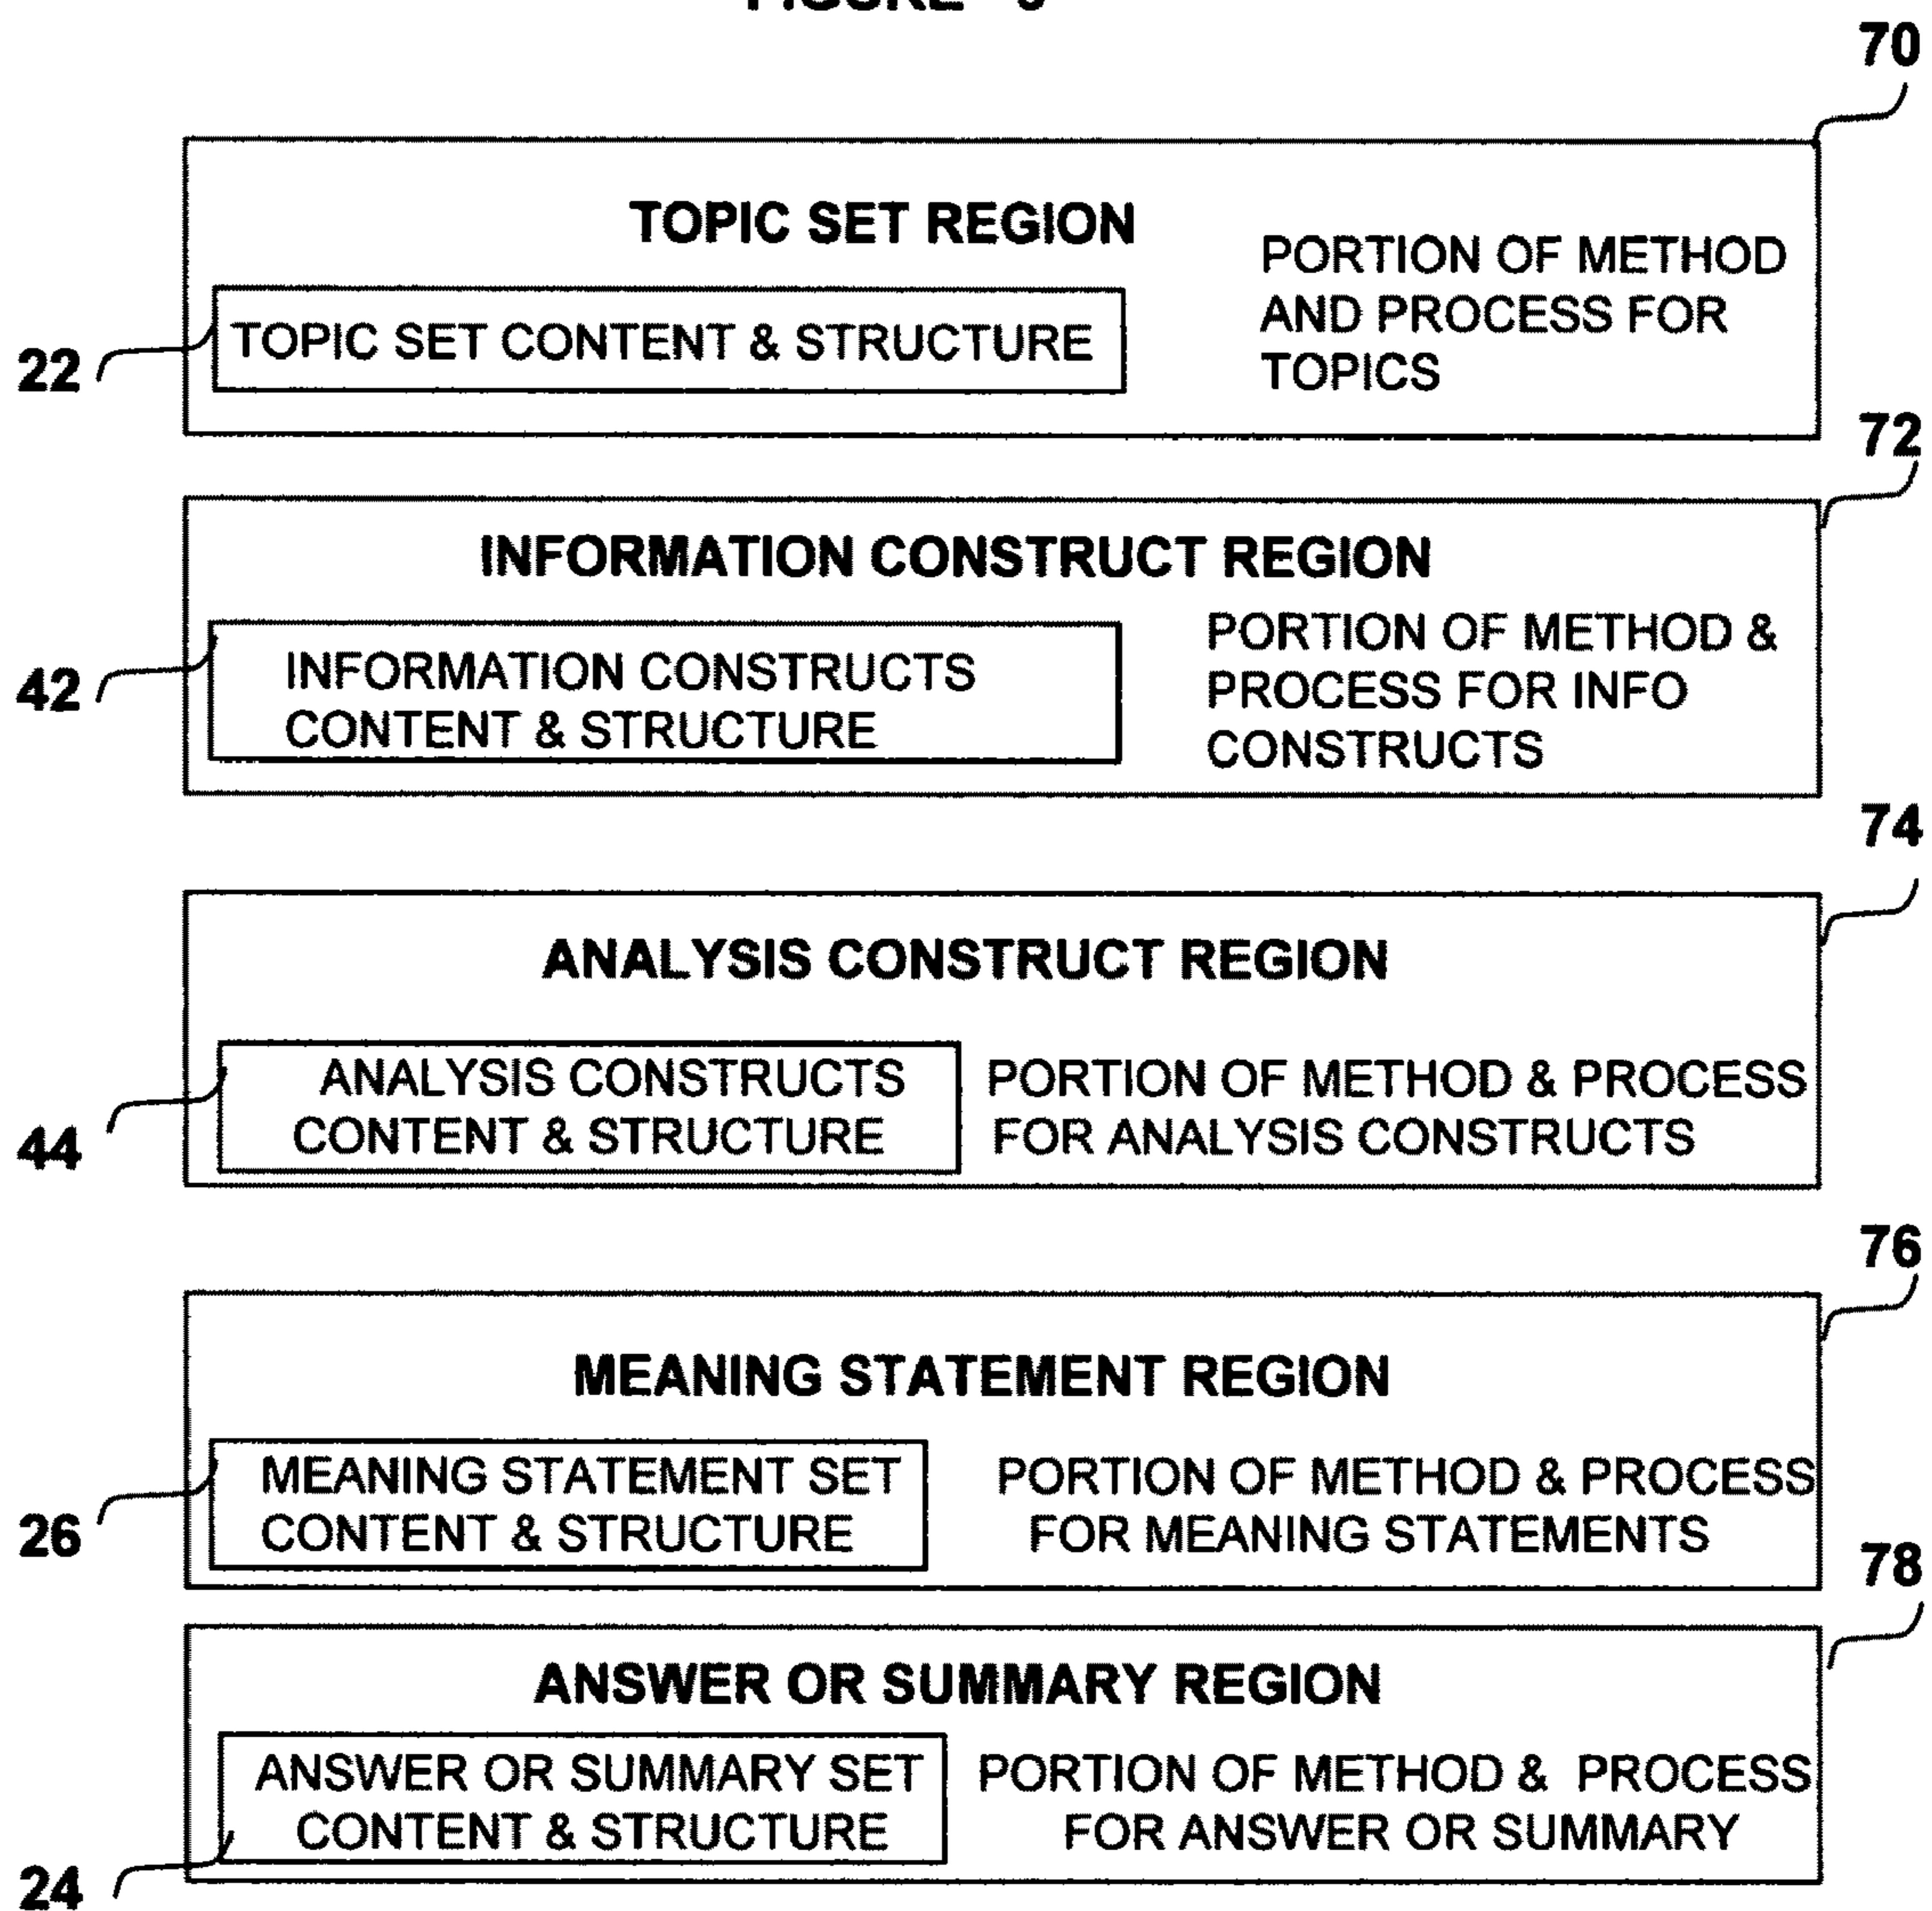 70
TOPIC SET REGION
PORTION OF METHOD
AND PROCESS FOR
TOPICS
TOPIC SET CONTENT & STRUCTURE
22
72
INFORMATION CONSTRUCT REGION
INFORMATION CONSTRUCTS
CONTENT & STRUCTURE
PORTION OF METHOD &
PROCESS FOR INFO
CONSTRUCTS
42
74
ANALYSIS CONSTRUCT REGION
ANALYSIS CONSTRUCTS
CONTENT & STRUCTURE
PORTION OF METHOD & PROCESS
FOR ANALYSIS CONSTRUCTS
44
76
MEANING STATEMENT REGION
MEANING STATEMENT SET
CONTENT & STRUCTURE
PORTION OF METHOD & PROCESS
FOR MEANING STATEMENTS
26
78
ANSWER OR SUMMARY REGION
ANSWER OR SUMMARY SET
CONTENT & STRUCTURE
PORTION OF METHOD & PROCESS
FOR ANSWER OR SUMMARY
24